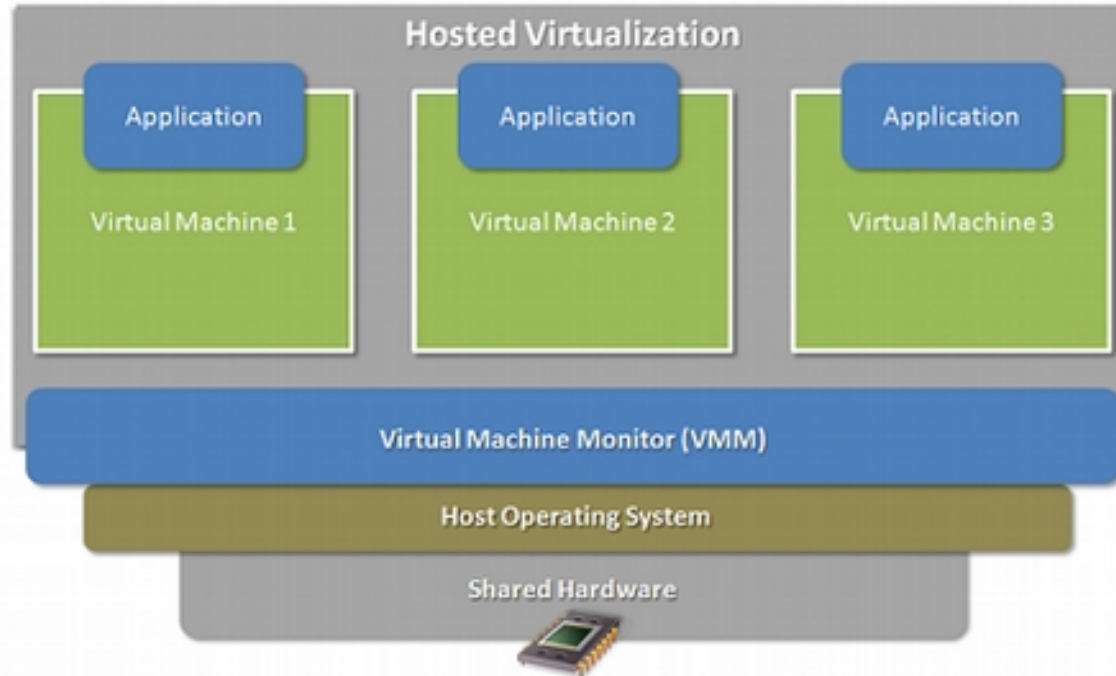 Hosted Virtualization
Application
Application
Application
Virtual Machine 1
Virtual Machine 2
Virtual Machine 3
Virtual Machine Monitor (VMM)
Host Operating System
Shared Hardware